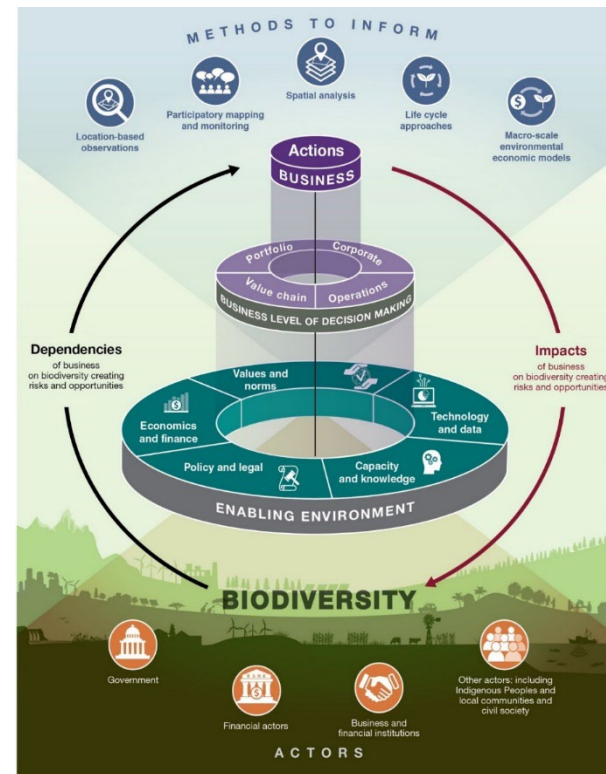 METHODS TO INFORM
Location-based
observations
Participatory mapping
and monitoring
Spatial analysis
Life cycle
approaches
Macro-scale
environmental
economic models
Actions
BUSINESS
Portfolio
Corporate
Value chain
Operations
BUSINESS LEVEL OF DECISION MAKING
Dependencies
of business
on biodiversity creating
risks and opportunities
Impacts
of business
on biodiversity creating
risks and opportunities
Values and
norms
Economics
and finance
Technology
and data
Policy and legal
Capacity
and knowledge
ENABLING ENVIRONMENT
BIODIVERSITY
Government
BANK
Financial actors
Business and
financial institutions
Other actors: including
Indigenous Peoples and
local communities and
civil society
ACTORS